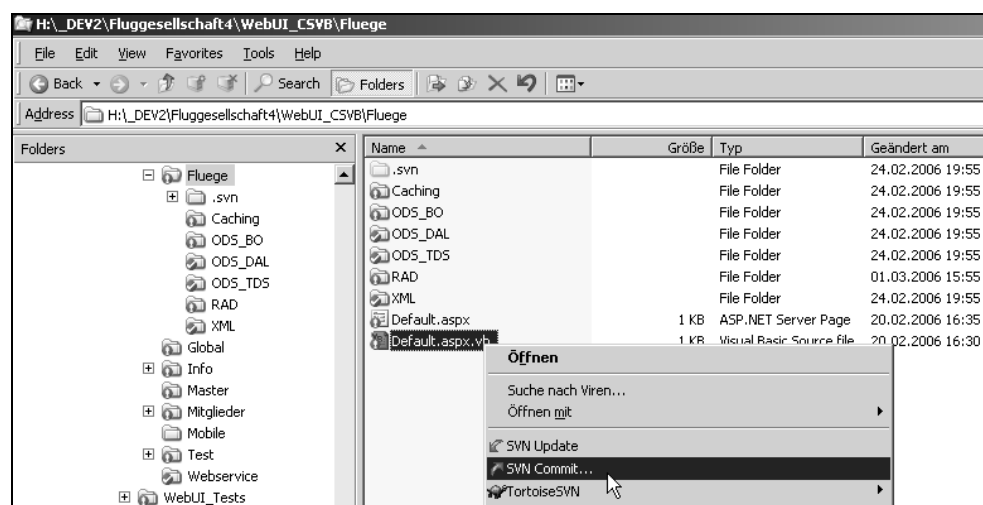 H:\_DEV2\Fluggesellschaft4\WebUI_CSVB\Fluege
File Edit View Favorites Tools Help
Back Search Folders
Address H:\_DEV2\Fluggesellschaft4\WebUI_CSVB\Fluege
Folders x Name Größe Typ Geändert am
Fluege .svn File Folder 24.02.2006 19:55
.svn Caching File Folder 24.02.2006 19:55
Caching ODS_BO File Folder 24.02.2006 19:55
ODS_BO ODS_DAL File Folder 24.02.2006 19:55
ODS_DAL ODS_TDS File Folder 24.02.2006 19:55
ODS_TDS RAD File Folder 01.03.2006 15:55
RAD XML File Folder 24.02.2006 19:55
XML Default.aspx 1 KB ASP.NET Server Page 20.02.2006 16:35
Global Default.aspx.vb 1 KB Visual Basic Source file 20.02.2006 16:30
Info Öffnen
Master Suche nach Viren...
Mitglieder Öffnen mit
Mobile
Test SVN Update
Webservice SVN Commit...
WebUI_Tests TortoiseSVN